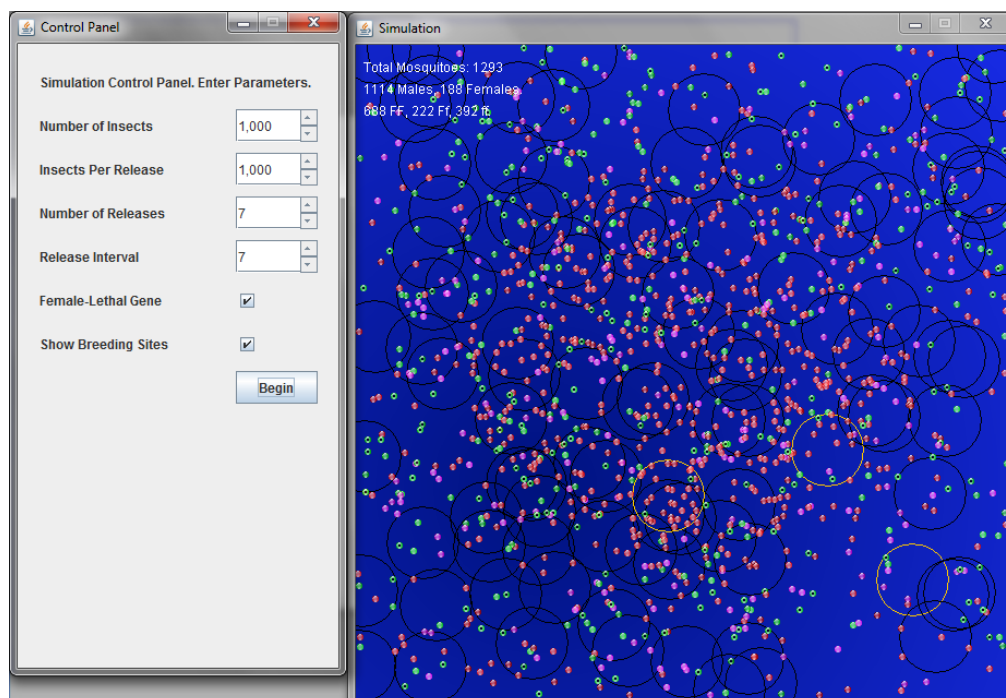 Control Panel
Simulation Control Panel. Enter Parameters.
Number of Insects 1,000
Insects Per Release 1,000
Number of Releases 7
Release Interval 7
Female-Lethal Gene
Show Breeding Sites
Begin
Simulation
Total Mosquitoes: 1293
1114 Males, 188 Females.
688 FF, 222 Ff, 392 ff.